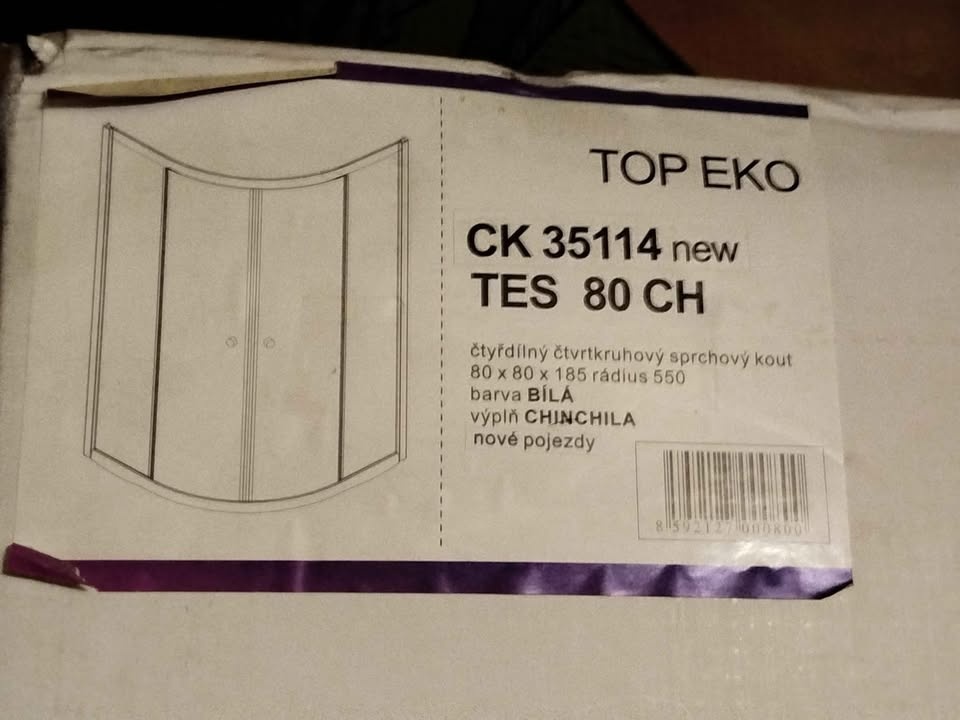 TOP EKO
CK 35114 new
TES 80 CH
čtyřdílný čtvrtkruhový sprchový kout
80 x 80 x 185 rádius 550
barva BÍLÁ
výplň CHINCHILA
nové pojezdy
8 592127 000800